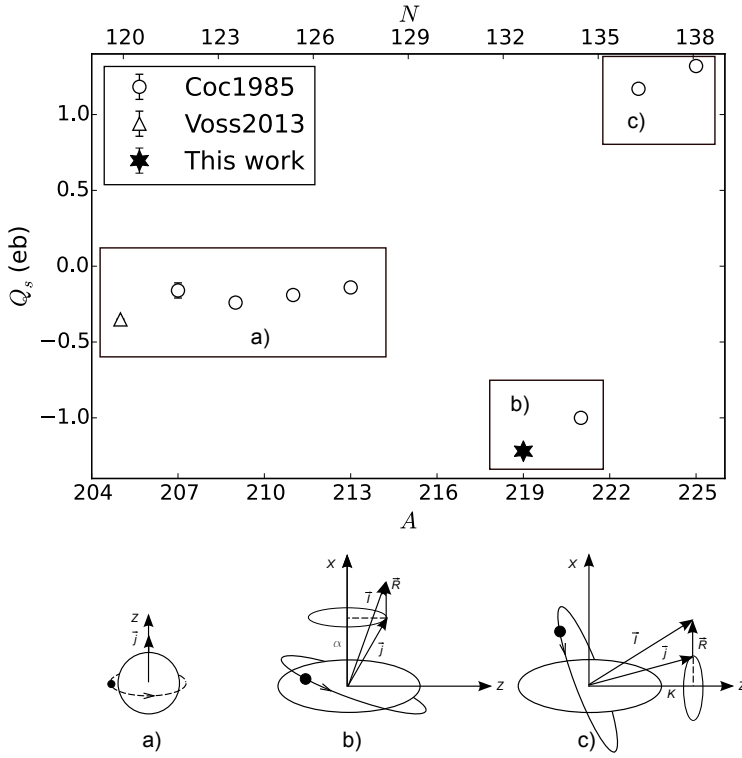 N
120 123 126 129 132 135 138
Coc1985
Voss2013
This work
c)
1.0
0.5
0.0
−0.5
−1.0
Q_s (eb)
a)
b)
204 207 210 213 216 219 222 225
A
Z
j⃗
a)
X
I⃗
R⃗
α
j⃗
Z
b)
X
I⃗
R⃗
j⃗
K
Z
c)